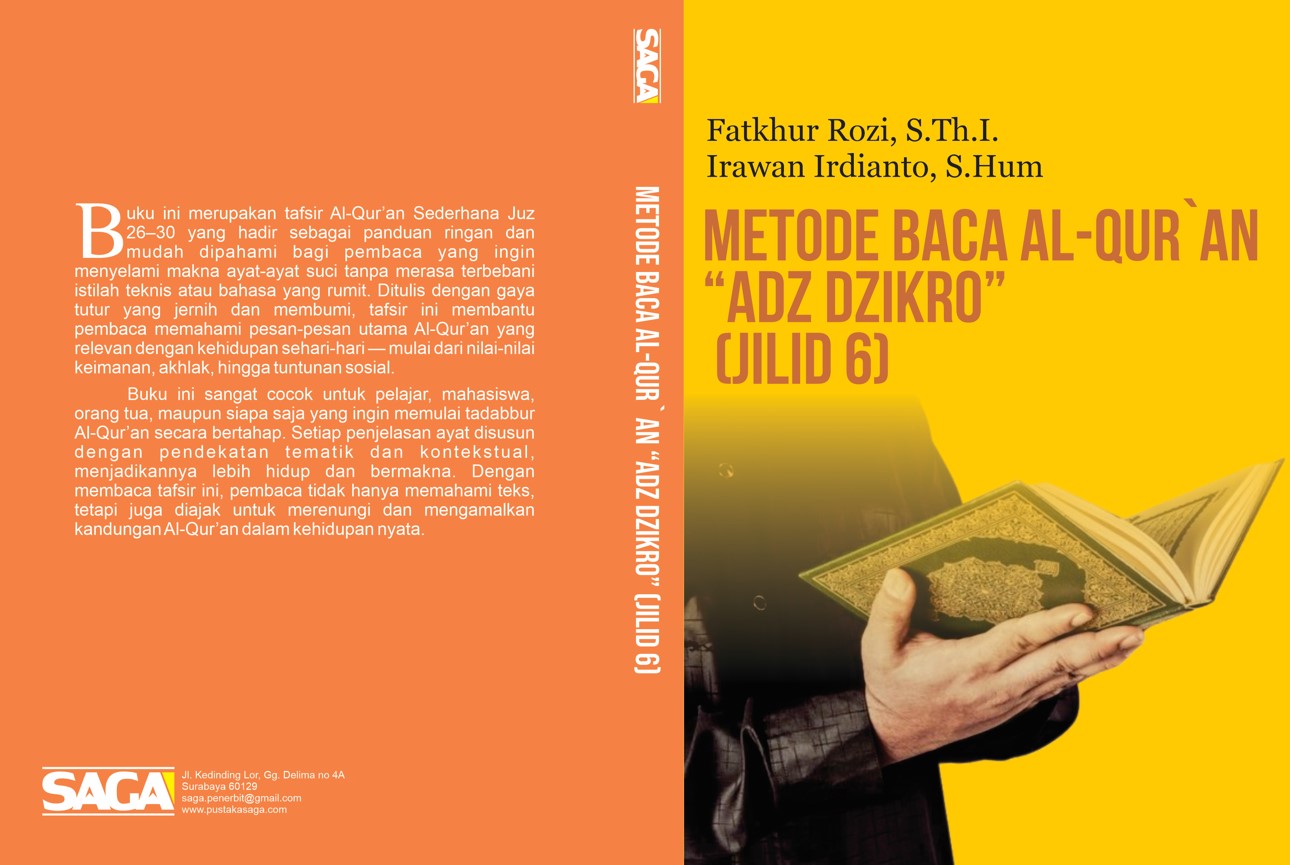 Buku ini merupakan tafsir Al-Qur’an Sederhana Juz
26–30 yang hadir sebagai panduan ringan dan
mudah dipahami bagi pembaca yang ingin
menyelami makna ayat-ayat suci tanpa merasa terbebani
istilah teknis atau bahasa yang rumit. Ditulis dengan gaya
tutur yang jernih dan membumi, tafsir ini membantu
pembaca memahami pesan-pesan utama Al-Qur’an yang
relevan dengan kehidupan sehari-hari — mulai dari nilai-nilai
keimanan, akhlak, hingga tuntunan sosial.
Buku ini sangat cocok untuk pelajar, mahasiswa,
orang tua, maupun siapa saja yang ingin memulai tadabbur
Al-Qur’an secara bertahap. Setiap penjelasan ayat disusun
dengan pendekatan tematik dan kontekstual,
menjadikannya lebih hidup dan bermakna. Dengan
membaca tafsir ini, pembaca tidak hanya memahami teks,
tetapi juga diajak untuk merenungi dan mengamalkan
kandungan Al-Qur’an dalam kehidupan nyata.
SAGA
Jl. Kedinding Lor, Gg. Delima no 4A
Surabaya 60129
saga.penerbit@gmail.com
www.pustakasaga.com
SAGA
METODE BACA AL-QUR`AN “ADZ DZIKRO” (JILID 6)
Fatkhur Rozi, S.Th.I.
Irawan Irdianto, S.Hum
METODE BACA AL-QUR`AN
“ADZ DZIKRO”
(JILID 6)